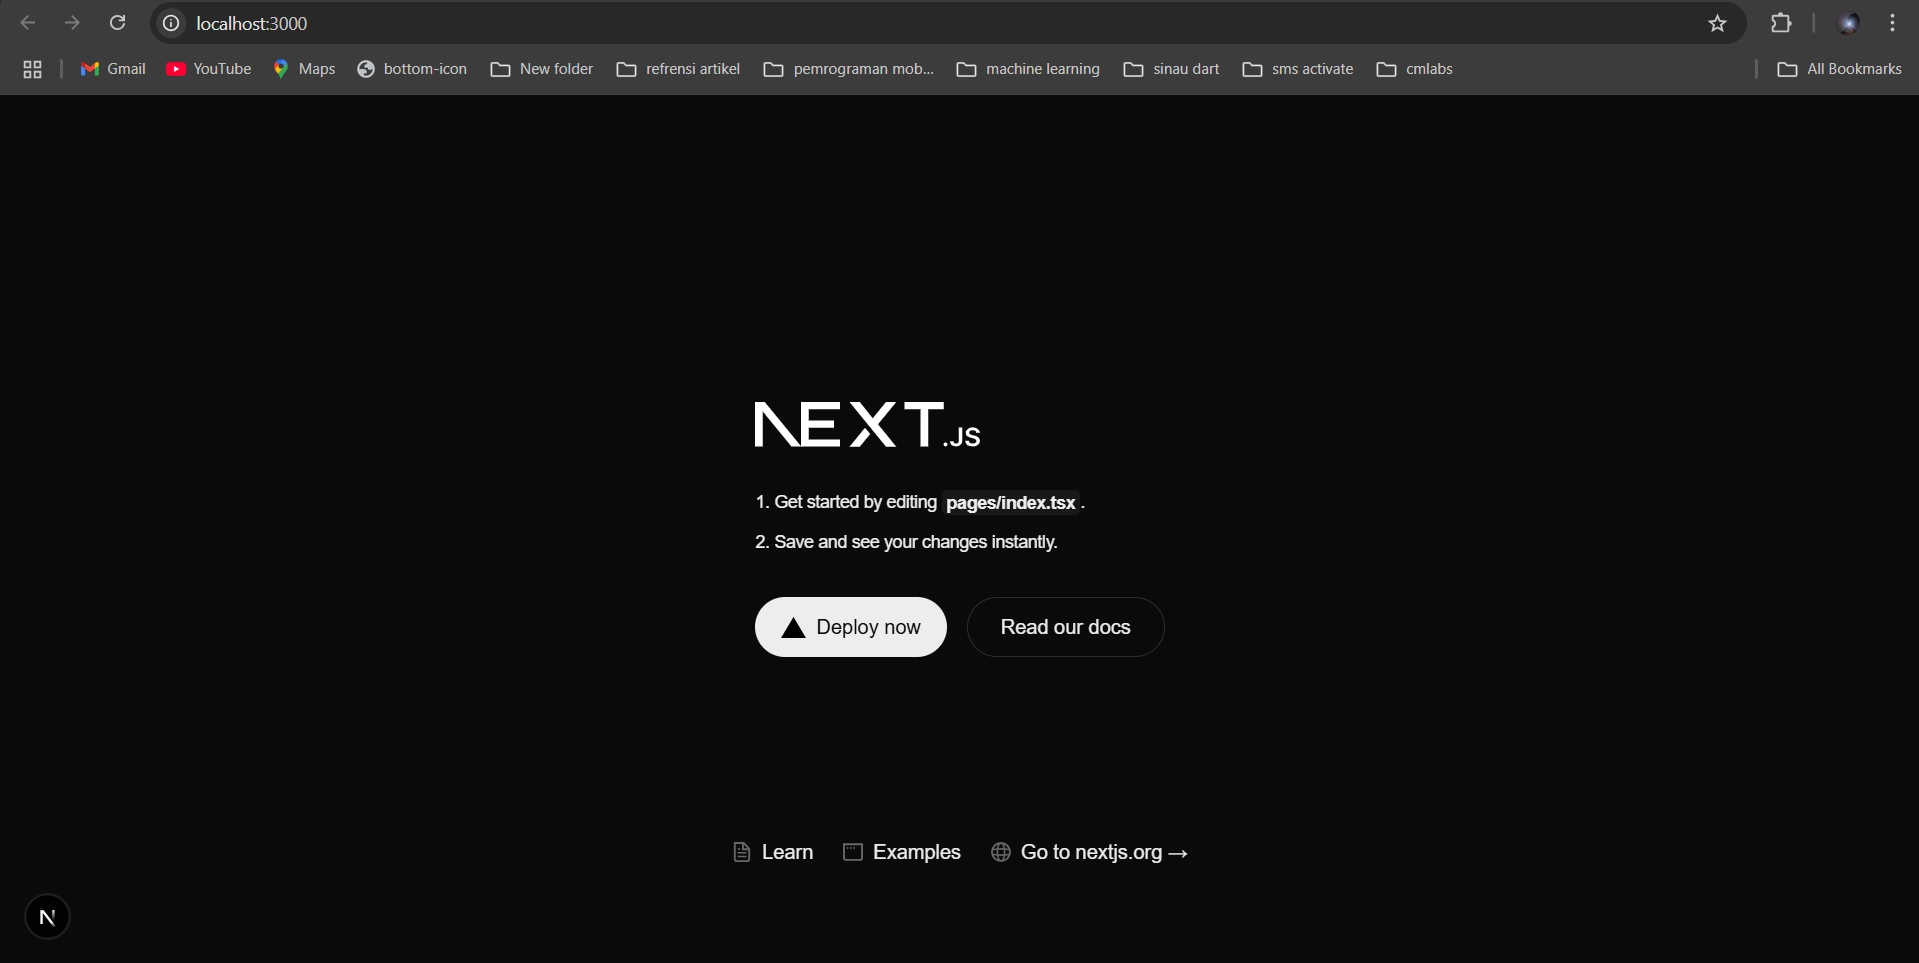 localhost:3000
Gmail YouTube Maps bottom-icon New folder refrensi artikel pemrograman mob... machine learning sinau dart sms activate cmlabs All Bookmarks
NEXT.JS
1. Get started by editing pages/index.tsx.
2. Save and see your changes instantly.
Deploy now Read our docs
Learn Examples Go to nextjs.org →
N